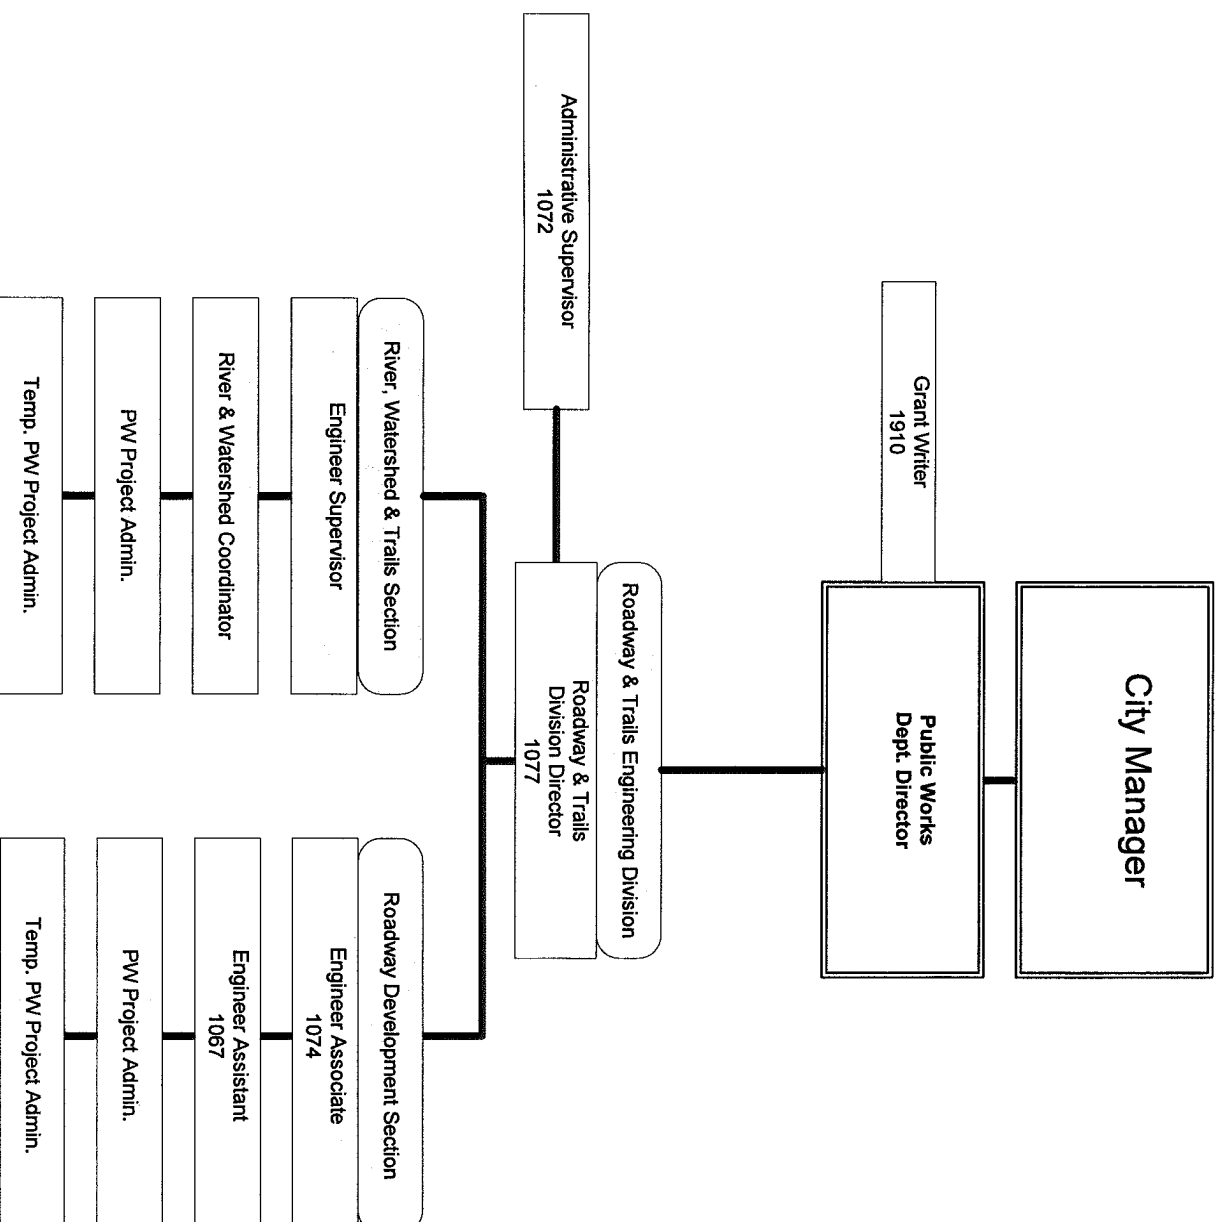 City Manager
Public Works
Dept. Director
Grant Writer
1910
Roadway & Trails Engineering Division
Roadway & Trails
Division Director
1077
Administrative Supervisor
1072
River, Watershed & Trails Section
Engineer Supervisor
River & Watershed Coordinator
PW Project Admin.
Temp. PW Project Admin.
Roadway Development Section
Engineer Associate
1074
Engineer Assistant
1067
PW Project Admin.
Temp. PW Project Admin.